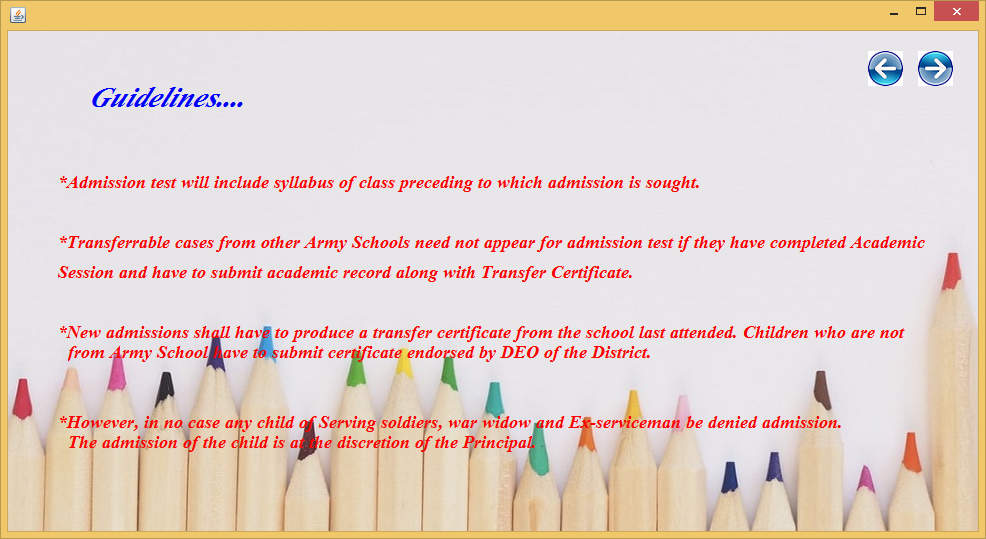 Guidelines....
*Admission test will include syllabus of class preceding to which admission is sought.
*Transferrable cases from other Army Schools need not appear for admission test if they have completed Academic
Session and have to submit academic record along with Transfer Certificate.
*New admissions shall have to produce a transfer certificate from the school last attended. Children who are not
from Army School have to submit certificate endorsed by DEO of the District.
*However, in no case any child of Serving soldiers, war widow and Ex-serviceman be denied admission.
The admission of the child is at the discretion of the Principal.